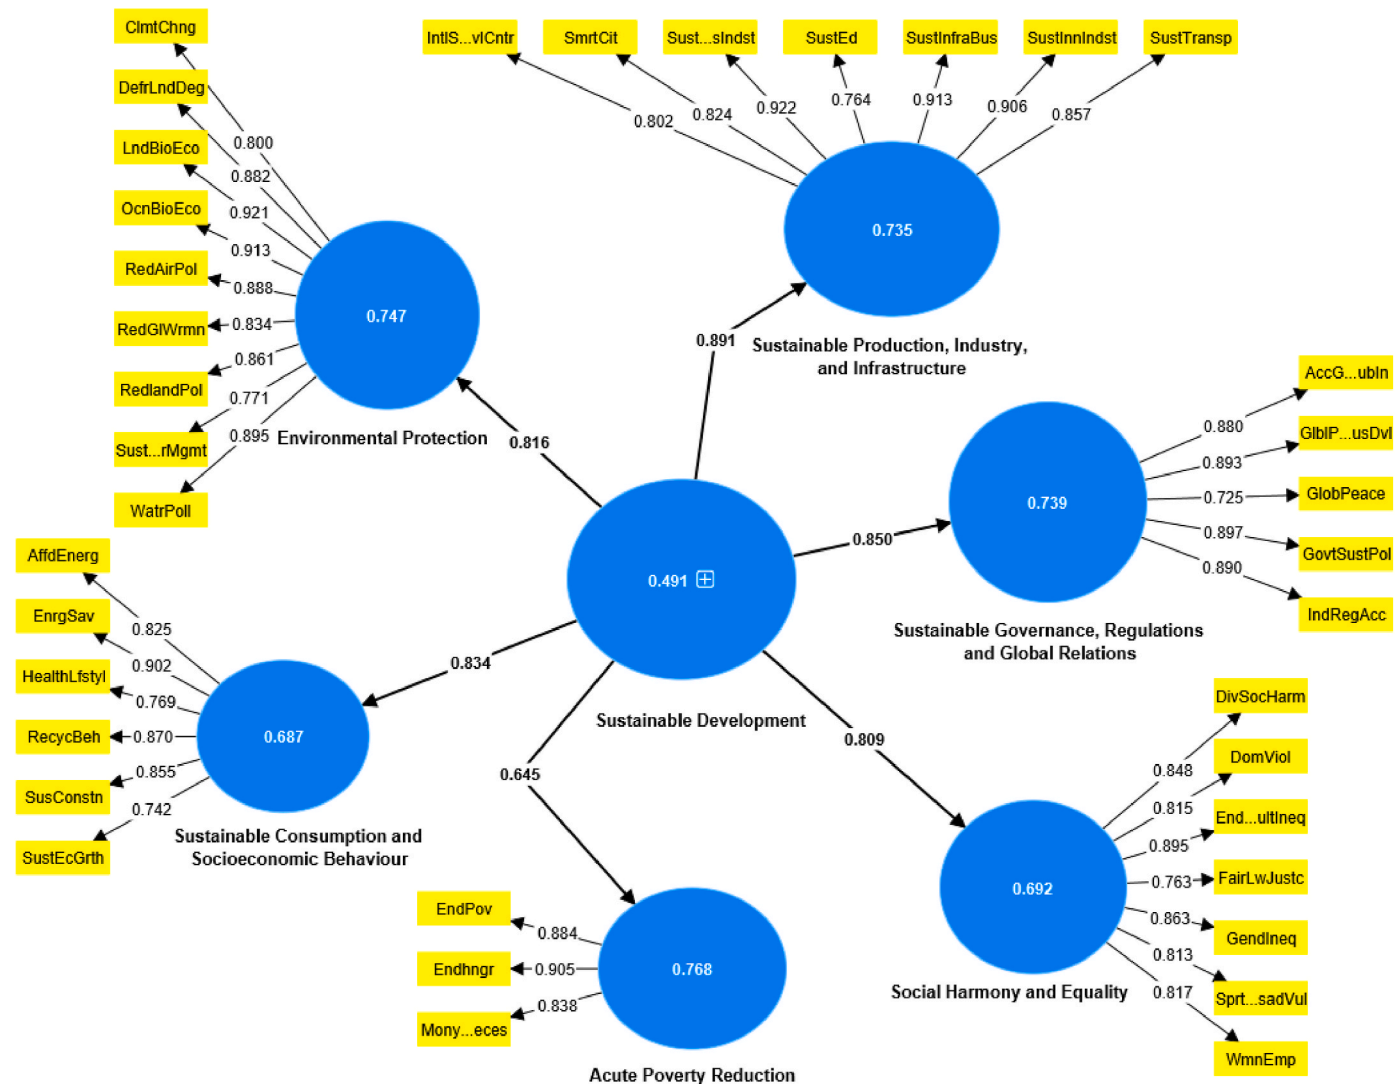 ClmtChng
DefrLndDeg
LndBioEco
OcnBioEco
RedAirPol
RedGlWrmn
RedlandPol
Sust...rMgmt
WatrPoll
0.800
0.882
0.921
0.913
0.888
0.834
0.861
0.771
0.895
0.747
Environmental Protection
IntlS...vlCntr
SmrtCit
Sust...sIndst
SustEd
SustInfraBus
SustInnIndst
SustTransp
0.802
0.824
0.922
0.764
0.913
0.906
0.857
0.735
Sustainable Production, Industry,
and Infrastructure
0.891
0.816
0.850
0.834
0.645
0.809
0.491
Sustainable Development
AccG...ubIn
GlblP...usDvl
GlobPeace
GovtSustPol
IndRegAcc
0.880
0.893
0.725
0.897
0.890
0.739
Sustainable Governance, Regulations
and Global Relations
AffdEnerg
EnrgSav
HealthLfstyl
RecycBeh
SusConstn
SustEcGrth
0.825
0.902
0.769
0.870
0.855
0.742
0.687
Sustainable Consumption and
Socioeconomic Behaviour
EndPov
Endhngr
Mony...eces
0.884
0.905
0.838
0.768
Acute Poverty Reduction
DivSocHarm
DomViol
End...ultIneq
FairLwJustc
GendIneq
Sprt...sadVul
WmnEmp
0.848
0.815
0.895
0.763
0.863
0.813
0.817
0.692
Social Harmony and Equality